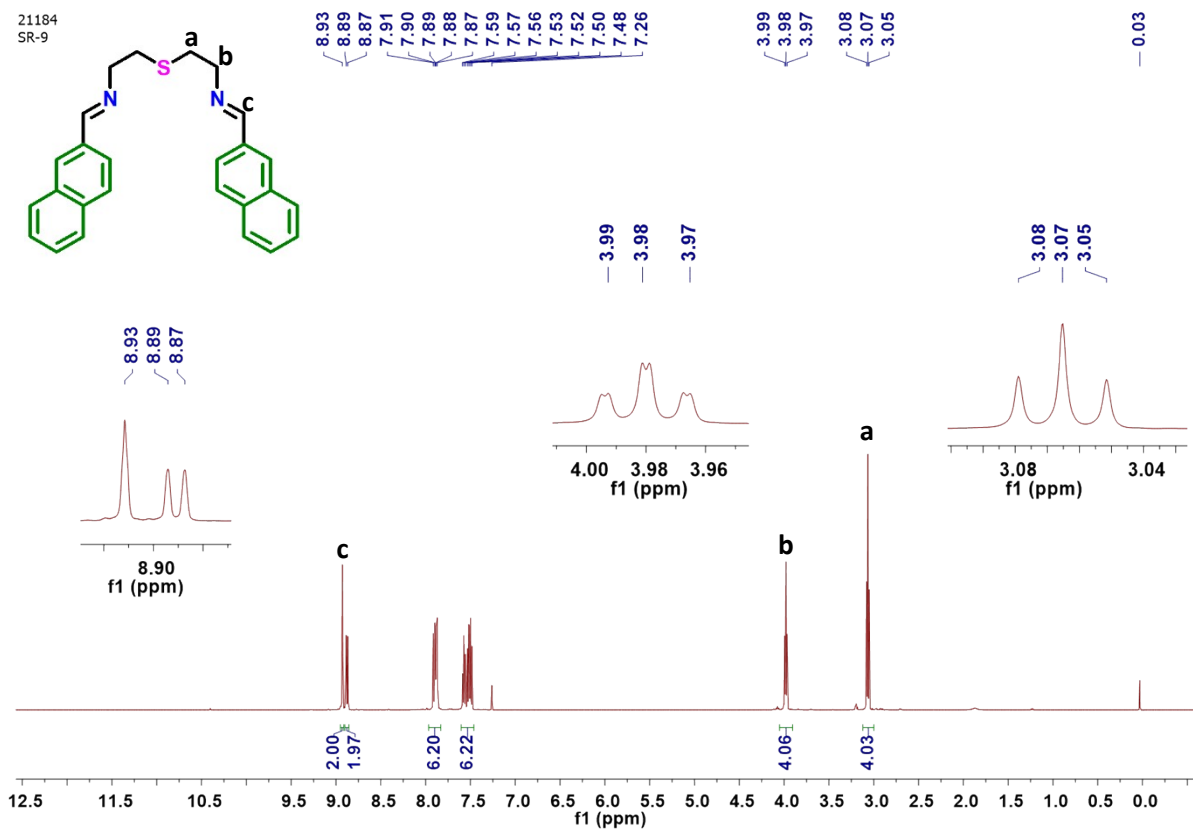 21184
SR-9
8.93 8.89 8.87 7.91 7.90 7.89 7.88 7.87 7.59 7.57 7.56 7.53 7.52 7.50 7.48 7.26 3.99 3.98 3.97 3.08 3.07 3.05 0.03
a
b
S
N N c
3.99 3.98 3.97
3.08 3.07 3.05
8.93 8.89 8.87
a
4.00 3.98 3.96
f1 (ppm)
3.08 3.04
f1 (ppm)
8.90
f1 (ppm)
c b
2.00 1.97 6.20 6.22 4.06 4.03
12.5 11.5 10.5 9.5 9.0 8.5 8.0 7.5 7.0 6.5 6.0 5.5 5.0 4.5 4.0 3.5 3.0 2.5 2.0 1.5 1.0 0.5 0.0
f1 (ppm)